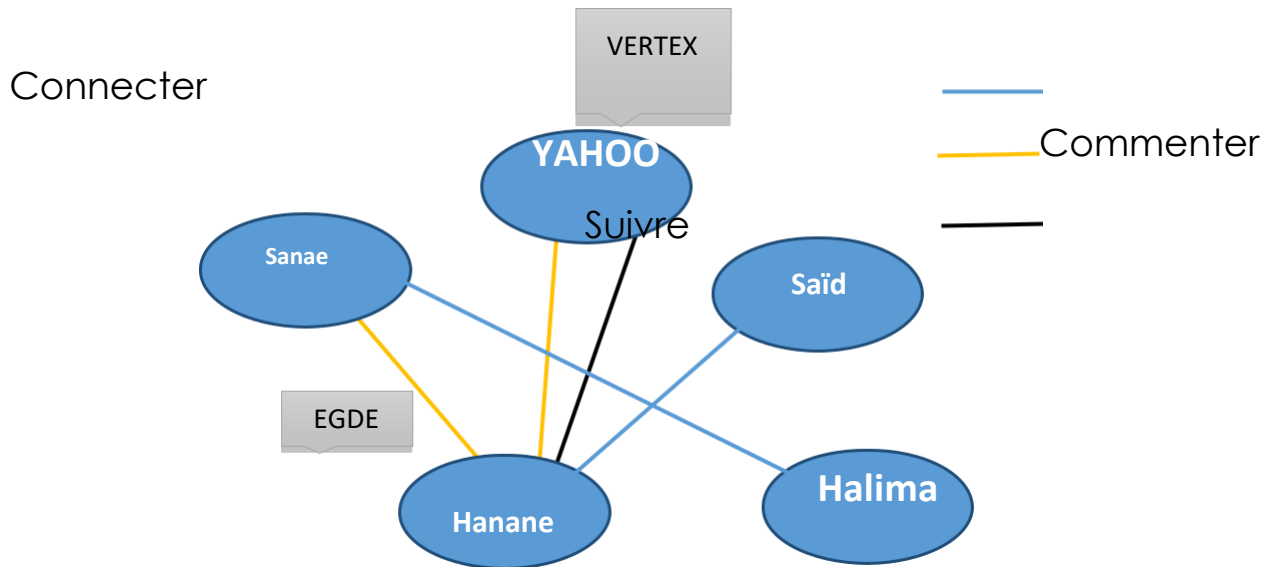 VERTEX
Connecter
Commenter
YAHOO
Suivre
Sanae
Saïd
EGDE
Halima
Hanane